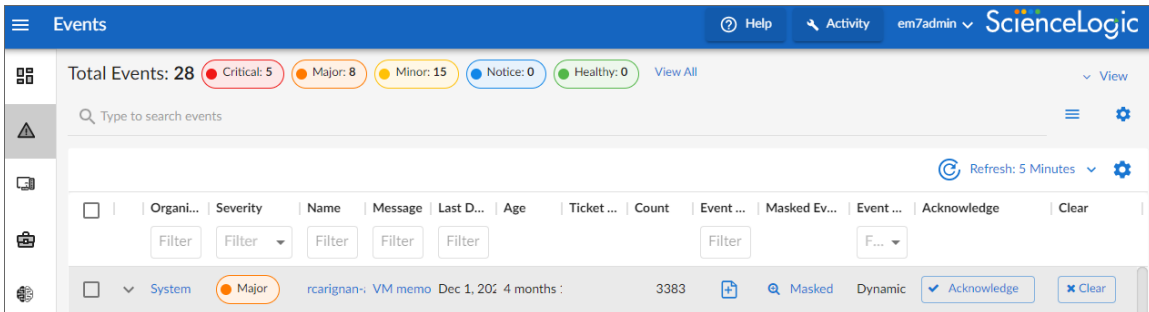 Events Help Activity em7admin ScienceLogic
Total Events: 28 Critical: 5 Major: 8 Minor: 15 Notice: 0 Healthy: 0 View All
View
Type to search events
Refresh: 5 Minutes
Organi... Severity Name Message Last D... Age Ticket ... Count Event ... Masked Ev... Event ... Acknowledge Clear
Filter Filter Filter Filter Filter Filter F...
System Major rcarignan- VM memo Dec 1, 202 4 months 3383 Masked Dynamic Acknowledge Clear